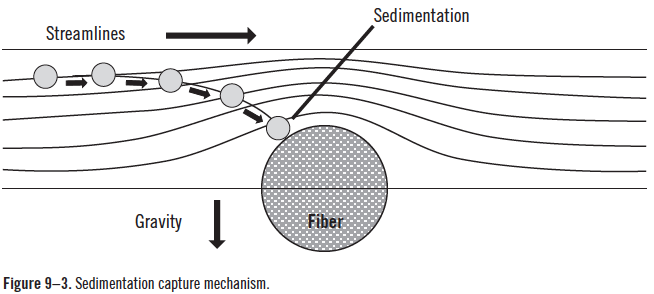 Sedimentation
Streamlines
Gravity
Fiber
Figure 9–3. Sedimentation capture mechanism.